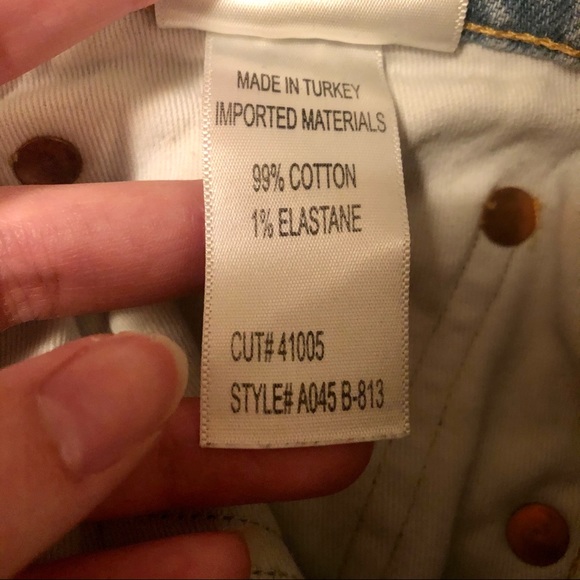 MADE IN TURKEY
IMPORTED MATERIALS
99% COTTON
1% ELASTANE
CUT# 41005
STYLE# A045 B-813